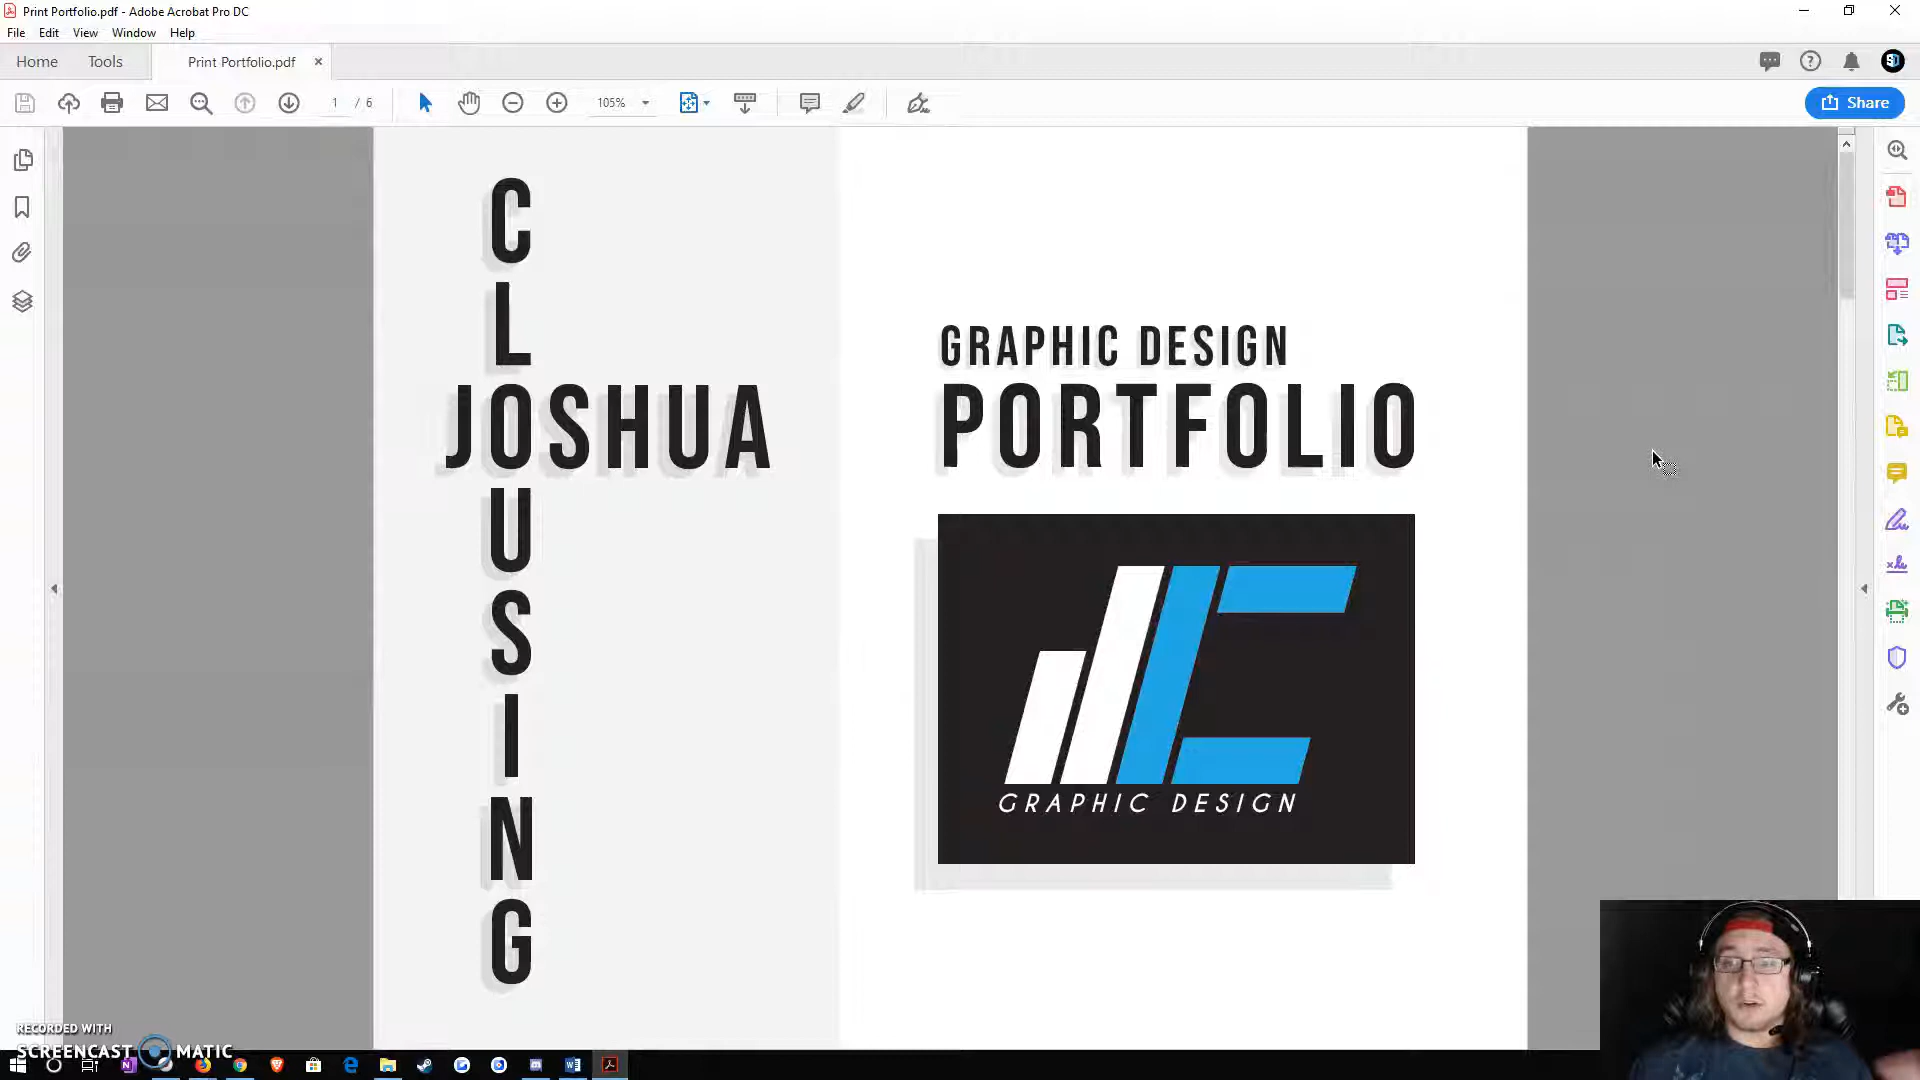 Print Portfolio.pdf - Adobe Acrobat Pro DC
File Edit View Window Help
Home Tools Print Portfolio.pdf
1 / 6 105% Share
CLOUSING
JOSHUA
GRAPHIC DESIGN
PORTFOLIO
GRAPHIC DESIGN
RECORDED WITH
SCREENCAST MATIC